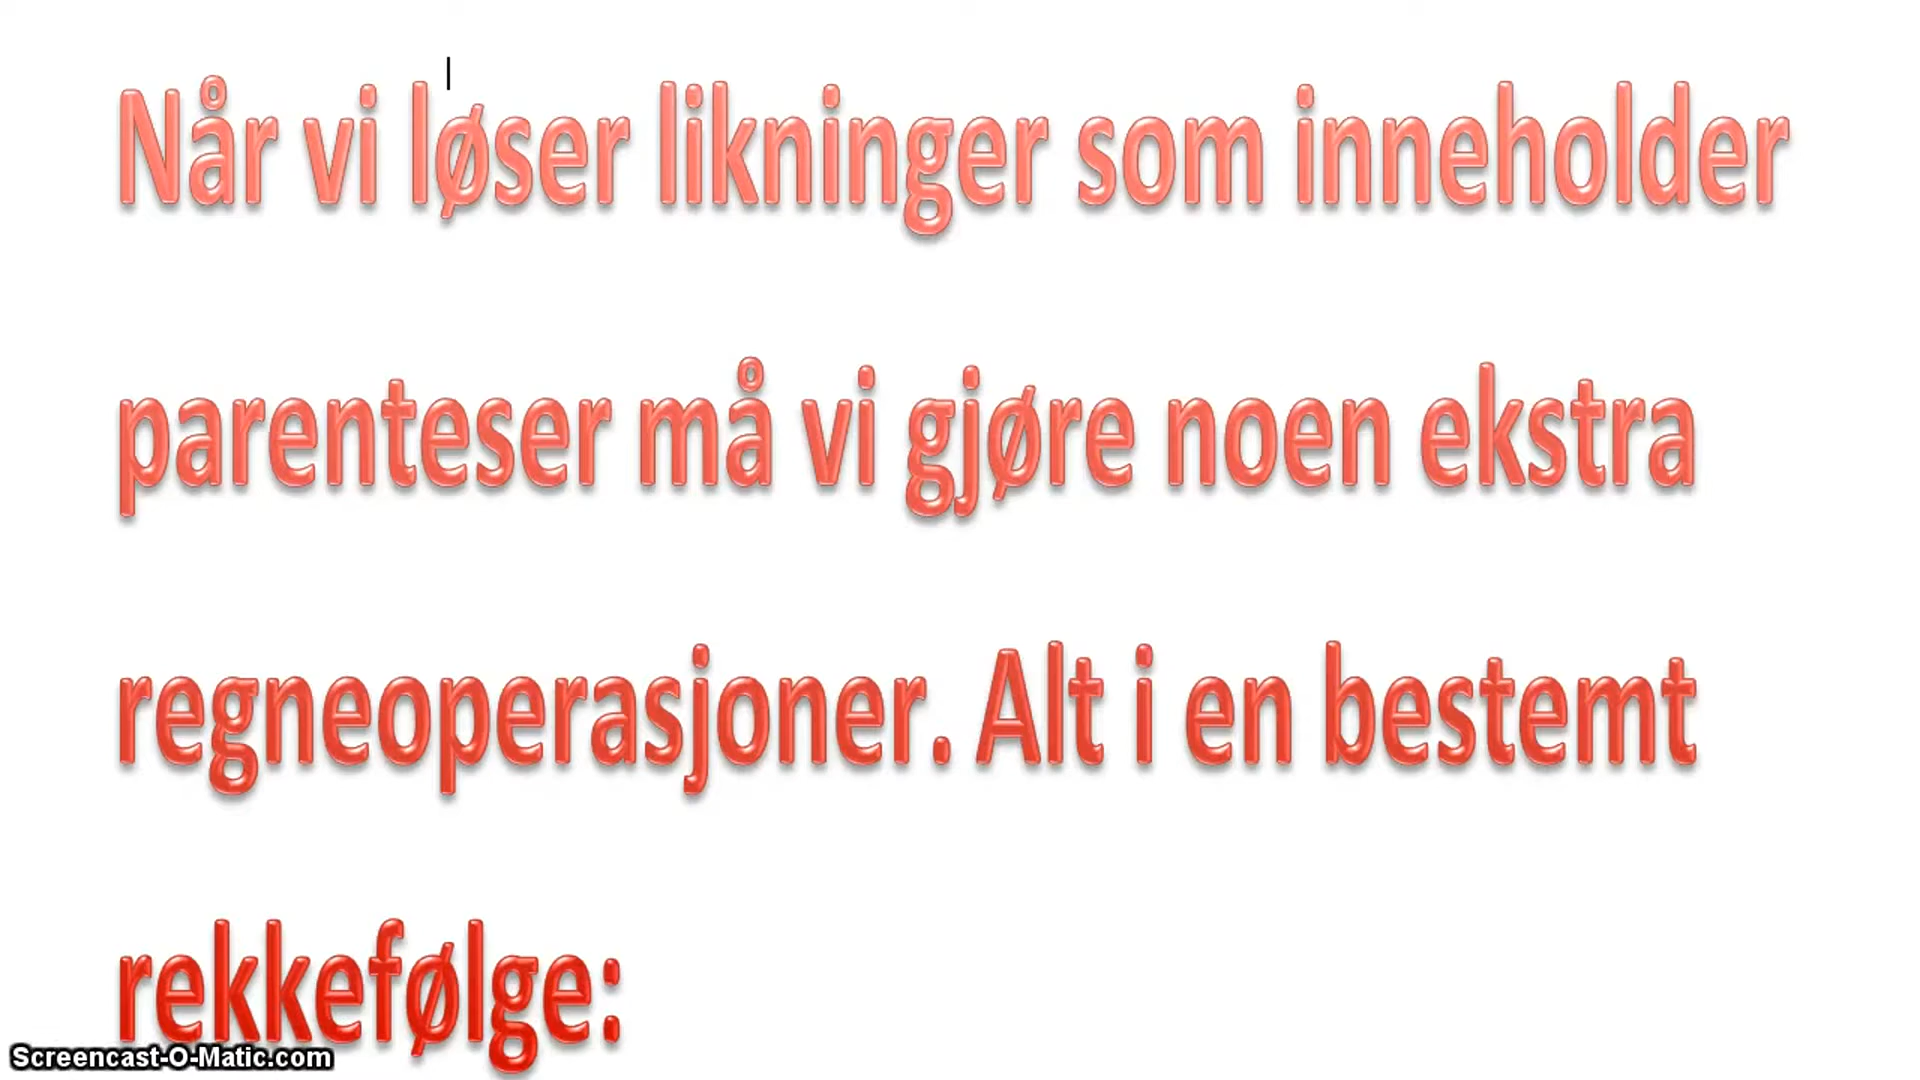 Når vi løser likninger som inneholder
parenteser må vi gjøre noen ekstra
regneoperasjoner. Alt i en bestemt
rekkefølge:
Screencast-O-Matic.com